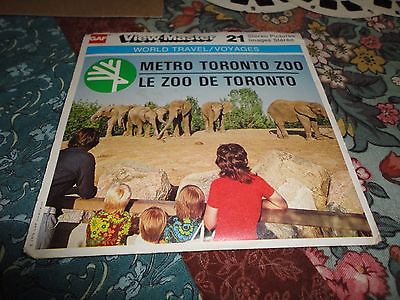 GAF View-Master 21 Stereo Pictures
Images Stéréo
WORLD TRAVEL/VOYAGES
METRO TORONTO ZOO
LE ZOO DE TORONTO